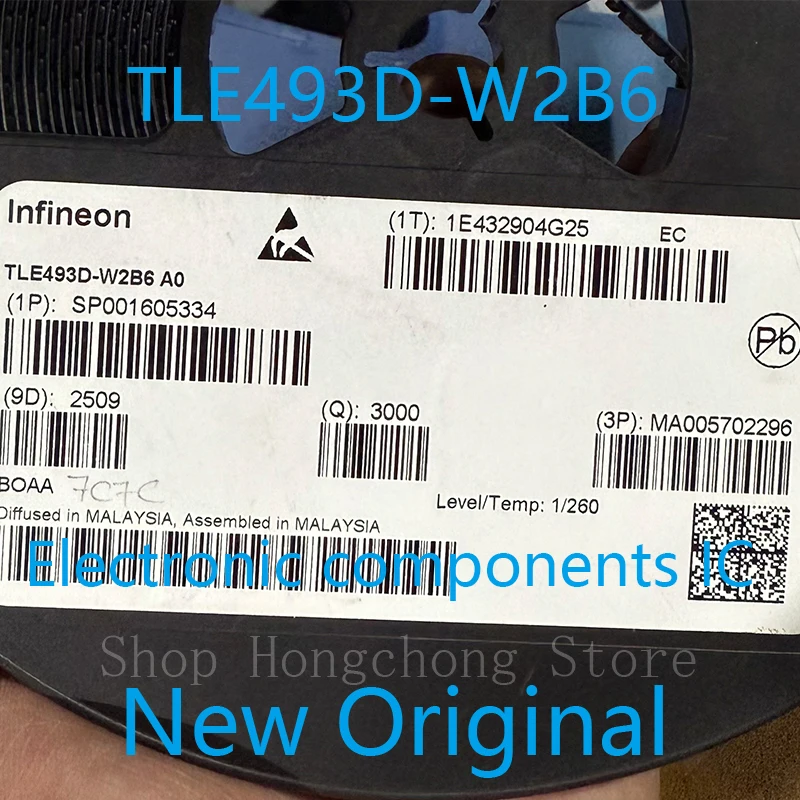 TLE493D-W2B6
Infineon
(1T): 1E432904G25 EC
TLE493D-W2B6 A0
(1P): SP001605334
Pb
(9D): 2509
(Q): 3000
(3P): MA005702296
BOAA 7C7C
Level/Temp: 1/260
Diffused in MALAYSIA, Assembled in MALAYSIA
Electronic components IC
Shop Hongchong Store
New Original